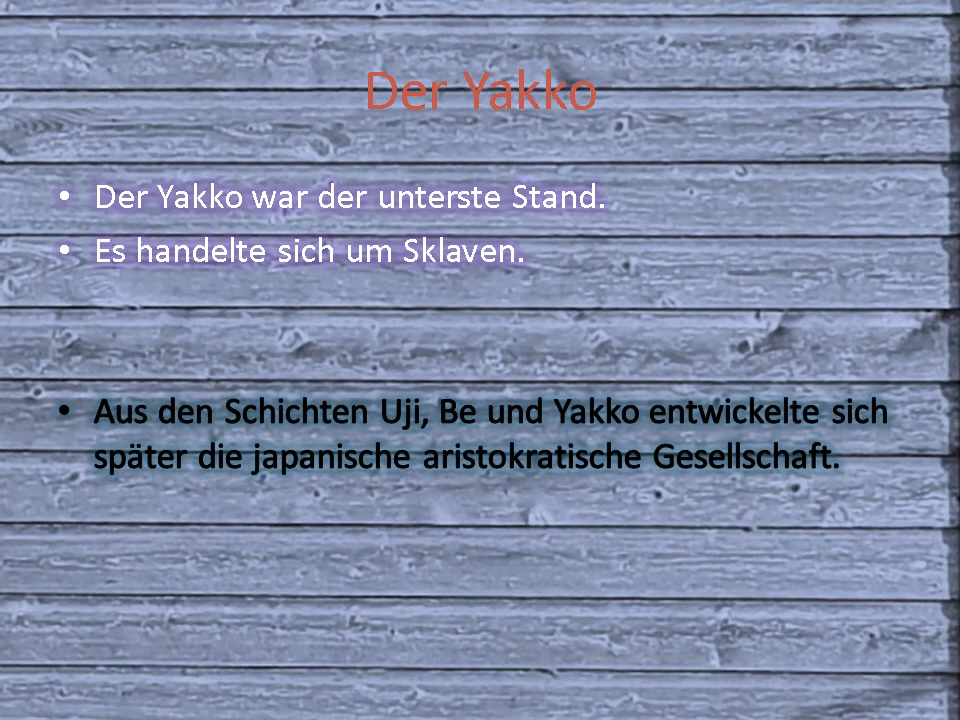 Der Yakko
• Der Yakko war der unterste Stand.
• Es handelte sich um Sklaven.
• Aus den Schichten Uji, Be und Yakko entwickelte sich
später die japanische aristokratische Gesellschaft.